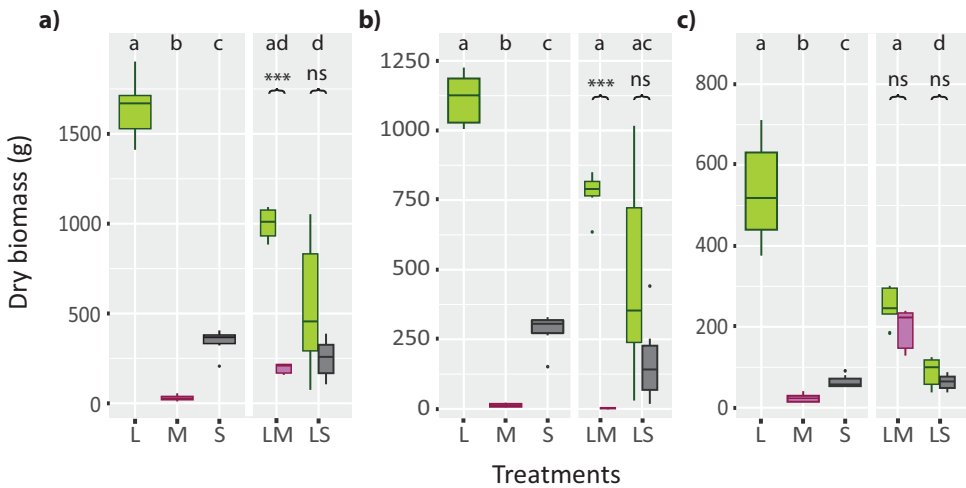 a)
a b c ad d
*** ns
1500
1000
500
0
L M S LM LS
b)
a b c a ac
*** ns
1250
1000
750
500
250
0
L M S LM LS
c)
a b c a d
ns ns
800
600
400
200
0
L M S LM LS
Dry biomass (g)
Treatments